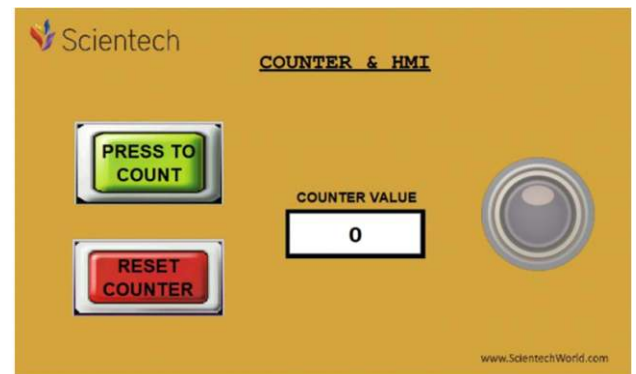 Scientech
COUNTER & HMI
PRESS TO
COUNT
COUNTER VALUE
0
RESET
COUNTER
www.ScientechWorld.com